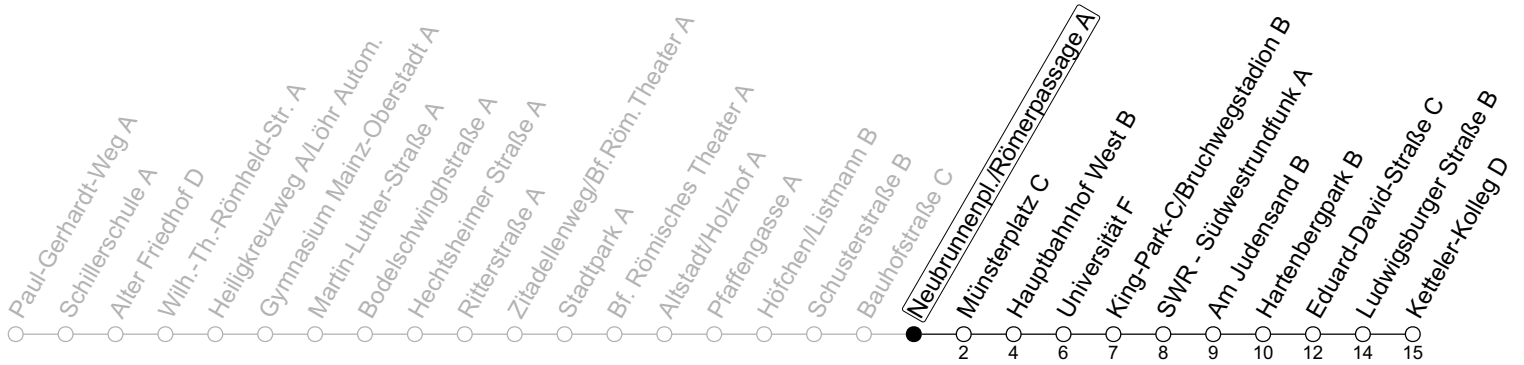 Paul-Gerhardt-Weg A
Schillerschule A
Alter Friedhof D
Wilh.-Th.-Römheld-Str. A
Heiligkreuzweg A/Löhr Autom.
Gymnasium Mainz-Oberstadt A
Martin-Luther-Straße A
Bodelschwinghstraße A
Hechtsheimer Straße A
Ritterstraße A
Zitadellenweg/Bf.Röm.Theater A
Stadtpark A
Bf. Römisches Theater A
Altstadt/Holzhof A
Pfaffengasse A
Höfchen/Listmann B
Schusterstraße B
Bauhofstraße C
Neubrunnenpl./Römerpassage A
Münsterplatz C
Hauptbahnhof West B
Universität F
King-Park-C/Bruchwegstadion B
SWR - Südwestrundfunk A
Am Judensand B
Hartenbergpark B
Eduard-David-Straße C
Ludwigsburger Straße B
Ketteler-Kolleg D
2 4 6 7 8 9 10 12 14 15